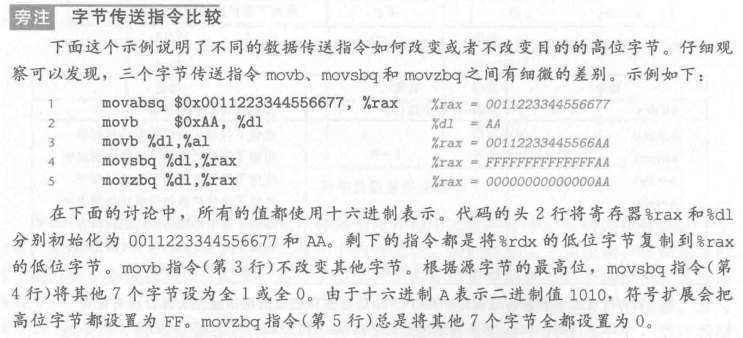 旁注 字节传送指令比较
下面这个示例说明了不同的数据传送指令如何改变或者不改变目的的高位字节。仔细观
察可以发现，三个字节传送指令 movb、movsbq 和 movzbq 之间有细微的差别。示例如下：
1 movabsq $0x0011223344556677, %rax %rax = 0011223344556677
2 movb $0xAA, %dl %dl = AA
3 movb %dl,%al %rax = 00112233445566AA
4 movsbq %dl,%rax %rax = FFFFFFFFFFFFFFAA
5 movzbq %dl,%rax %rax = 00000000000000AA
在下面的讨论中，所有的值都使用十六进制表示。代码的头 2 行将寄存器%rax 和%dl
分别初始化为 0011223344556677 和 AA。剩下的指令都是将%rdx 的低位字节复制到%rax
的低位字节。movb 指令(第 3 行)不改变其他字节。根据源字节的最高位，movsbq 指令(第
4 行)将其他 7 个字节设为全 1 或全 0。由于十六进制 A 表示二进制值 1010，符号扩展会把
高位字节都设置为 FF。movzbq 指令(第 5 行)总是将其他 7 个字节全都设置为 0。